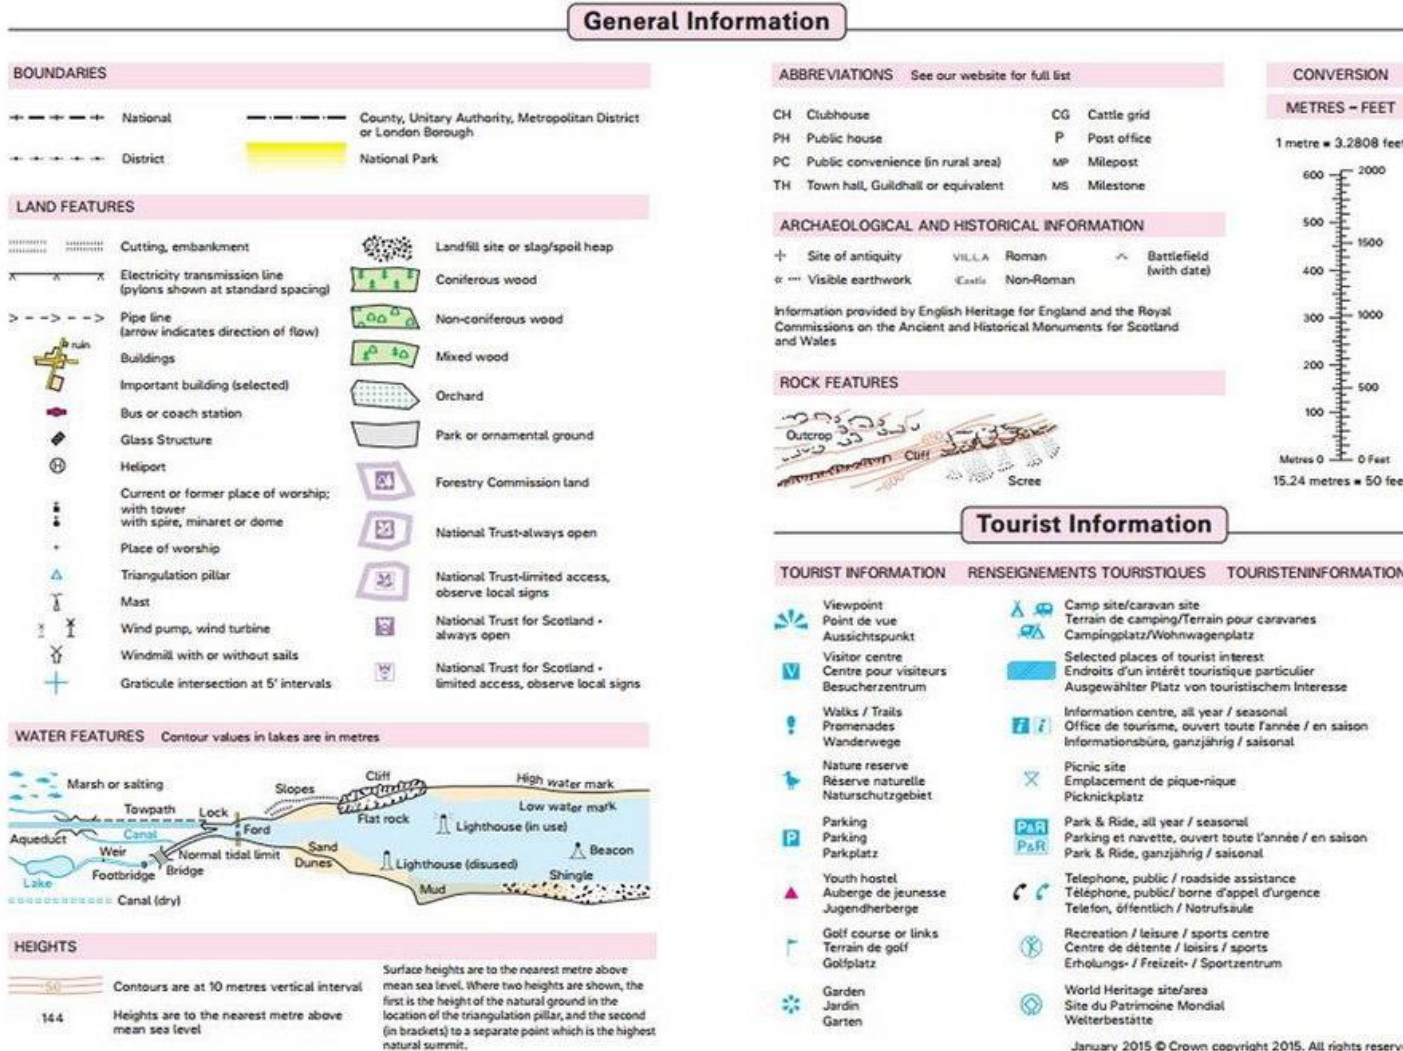 General Information
BOUNDARIES
National
County, Unitary Authority, Metropolitan District
or London Borough
District
National Park
LAND FEATURES
Cutting, embankment
Electricity transmission line
(pylons shown at standard spacing)
Pipe line
(arrow indicates direction of flow)
ruin
Buildings
Important building (selected)
Bus or coach station
Glass Structure
H
Heliport
Current or former place of worship;
with tower
with spire, minaret or dome
Place of worship
Triangulation pillar
Mast
Wind pump, wind turbine
Windmill with or without sails
Graticule intersection at 5' intervals
Landfill site or slag/spoil heap
Coniferous wood
Non-coniferous wood
Mixed wood
Orchard
Park or ornamental ground
Forestry Commission land
National Trust-always open
National Trust-limited access,
observe local signs
National Trust for Scotland -
always open
National Trust for Scotland -
limited access, observe local signs
WATER FEATURES Contour values in lakes are in metres
Marsh or salting
Towpath
Lock
Slopes
Cliff
High water mark
Low water mark
Flat rock
Lighthouse (in use)
Aqueduct
Canal
Ford
Weir
Normal tidal limit
Sand
Dunes
Lighthouse (disused)
Beacon
Footbridge
Bridge
Lake
Mud
Shingle
Canal (dry)
HEIGHTS
50
Contours are at 10 metres vertical interval
144
Heights are to the nearest metre above
mean sea level
Surface heights are to the nearest metre above
mean sea level. Where two heights are shown, the
first is the height of the natural ground in the
location of the triangulation pillar, and the second
(in brackets) to a separate point which is the highest
natural summit.
ABBREVIATIONS See our website for full list
CH Clubhouse
CG Cattle grid
PH Public house
P Post office
PC Public convenience (in rural area)
MP Milepost
TH Town hall, Guildhall or equivalent
MS Milestone
ARCHAEOLOGICAL AND HISTORICAL INFORMATION
Site of antiquity
VILLA Roman
Battlefield
(with date)
Visible earthwork
Castle Non-Roman
Information provided by English Heritage for England and the Royal
Commissions on the Ancient and Historical Monuments for Scotland
and Wales
ROCK FEATURES
Outcrop
Cliff
Scree
CONVERSION
METRES – FEET
1 metre = 3.2808 feet
600
2000
500
1500
400
300
1000
200
500
100
Metres 0
0 Feet
15.24 metres = 50 fee
Tourist Information
TOURIST INFORMATION RENSEIGNEMENTS TOURISTIQUES TOURISTENINFORMATION
Viewpoint
Point de vue
Aussichtspunkt
V
Visitor centre
Centre pour visiteurs
Besucherzentrum
Walks / Trails
Promenades
Wanderwege
Nature reserve
Réserve naturelle
Naturschutzgebiet
P
Parking
Parking
Parkplatz
Youth hostel
Auberge de jeunesse
Jugendherberge
Golf course or links
Terrain de golf
Golfplatz
Garden
Jardin
Garten
Camp site/caravan site
Terrain de camping/Terrain pour caravanes
Campingplatz/Wohnwagenplatz
Selected places of tourist interest
Endroits d'un intérêt touristique particulier
Ausgewählter Platz von touristischem Interesse
i i
Information centre, all year / seasonal
Office de tourisme, ouvert toute l'année / en saison
Informationsbüro, ganzjährig / saisonal
Picnic site
Emplacement de pique-nique
Picknickplatz
P&R
P&R
Park & Ride, all year / seasonal
Parking et navette, ouvert toute l'année / en saison
Park & Ride, ganzjährig / saisonal
Telephone, public / roadside assistance
Téléphone, public/ borne d'appel d'urgence
Telefon, öffentlich / Notrufsäule
Recreation / leisure / sports centre
Centre de détente / loisirs / sports
Erholungs- / Freizeit- / Sportzentrum
World Heritage site/area
Site du Patrimoine Mondial
Welterbestätte
January 2015 © Crown copyright 2015. All rights reserve